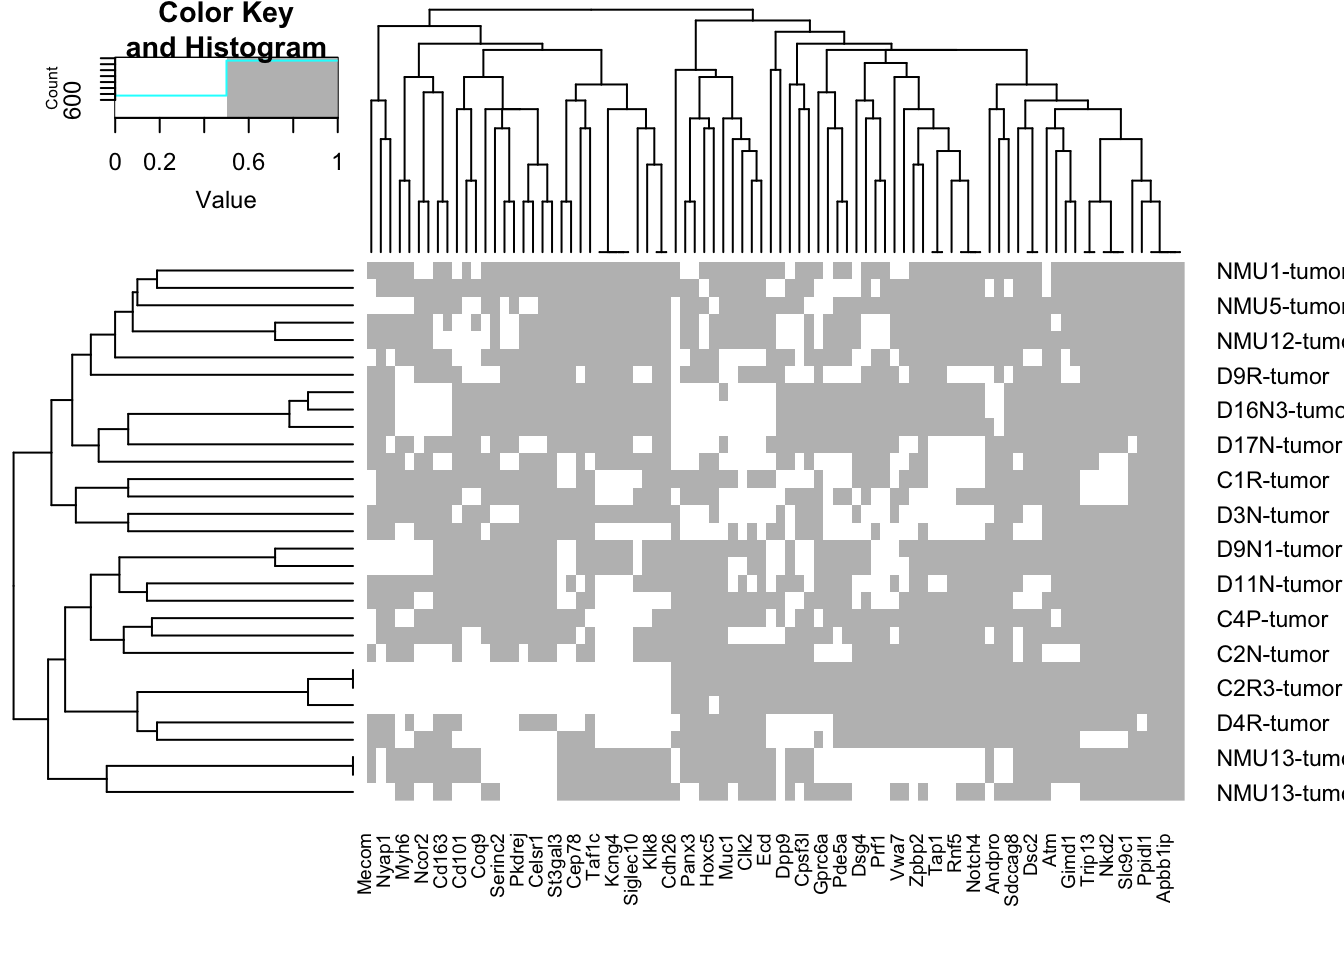 Color Key
and Histogram
Count
600
0 0.2 0.6 1
Value
NMU1-tumor
NMU5-tumor
NMU12-tume
D9R-tumor
D16N3-tumo
D17N-tumor
C1R-tumor
D3N-tumor
D9N1-tumor
D11N-tumor
C4P-tumor
C2N-tumor
C2R3-tumor
D4R-tumor
NMU13-tume
NMU13-tume
Mecom
Nyap1
Myh6
Ncor2
Cd163
Cd101
Coq9
Serinc2
Pkdrej
Celsr1
St3gal3
Cep78
Taf1c
Kcng4
Siglec10
Klk8
Cdh26
Panx3
Hoxc5
Muc1
Clk2
Ecd
Dpp9
Cpsf3l
Gprc6a
Pde5a
Dsg4
Prf1
Vwa7
Zpbp2
Tap1
Rnf5
Notch4
Andpro
Sdccag8
Dsc2
Atm
Gimd1
Trip13
Nkd2
Slc9c1
Ppidl1
Apbb1ip